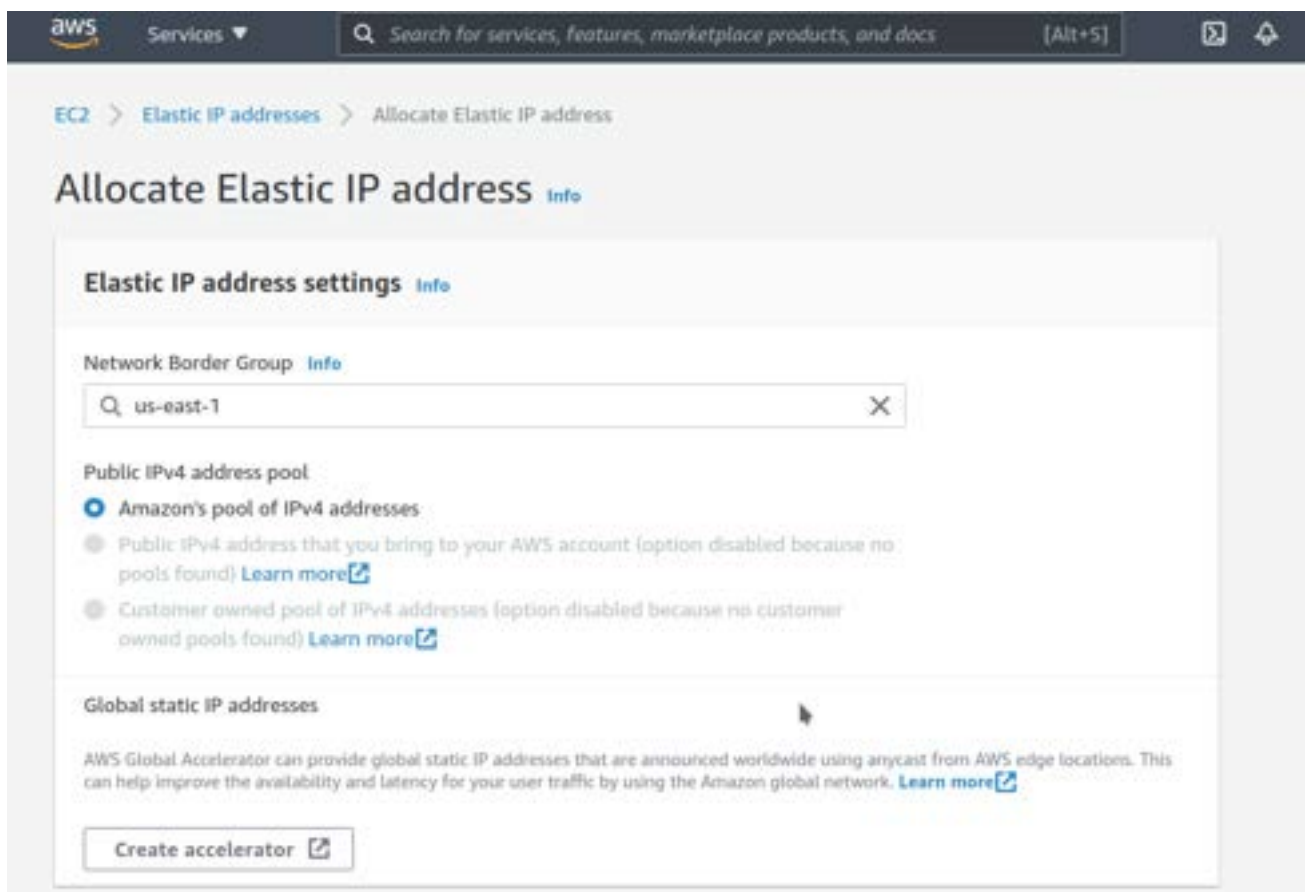 aws Services ▼ Search for services, features, marketplace products, and docs [Alt+S]
EC2 > Elastic IP addresses > Allocate Elastic IP address
Allocate Elastic IP address Info
Elastic IP address settings Info
Network Border Group Info
us-east-1
Public IPv4 address pool
Amazon's pool of IPv4 addresses
Public IPv4 address that you bring to your AWS account (option disabled because no
pools found) Learn more
Customer owned pool of IPv4 addresses (option disabled because no customer
owned pools found) Learn more
Global static IP addresses
AWS Global Accelerator can provide global static IP addresses that are announced worldwide using anycast from AWS edge locations. This
can help improve the availability and latency for your user traffic by using the Amazon global network. Learn more
Create accelerator